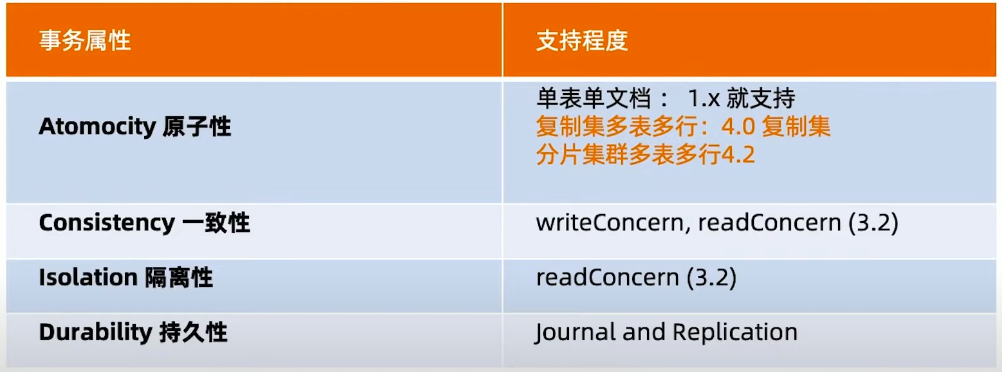 事务属性
支持程度
Atomocity 原子性
单表单文档： 1.x 就支持
复制集多表多行：4.0 复制集
分片集群多表多行4.2
Consistency 一致性
writeConcern, readConcern (3.2)
Isolation 隔离性
readConcern (3.2)
Durability 持久性
Journal and Replication